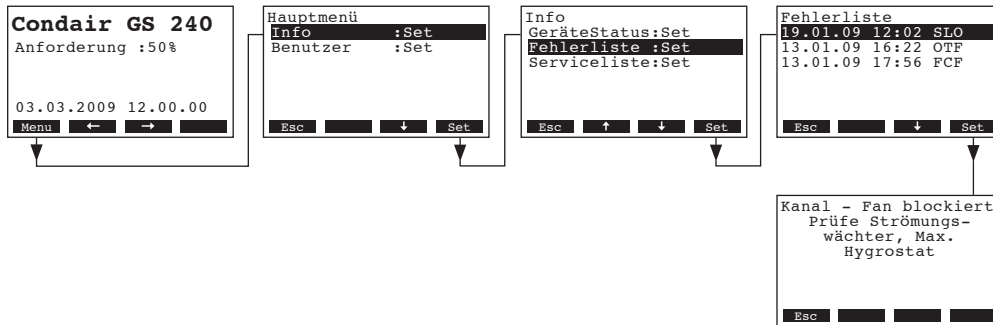 Condair GS 240
Anforderung :50%
03.03.2009 12.00.00
Menu ← →
Hauptmenü
Info :Set
Benutzer :Set
Esc ↓ Set
Info
GeräteStatus:Set
Fehlerliste :Set
Serviceliste:Set
Esc ↑ ↓ Set
Fehlerliste
19.01.09 12:02 SLO
13.01.09 16:22 OTF
13.01.09 17:56 FCF
Esc ↓ Set
Kanal - Fan blockiert
Prüfe Strömungs-
wächter, Max.
Hygrostat
Esc